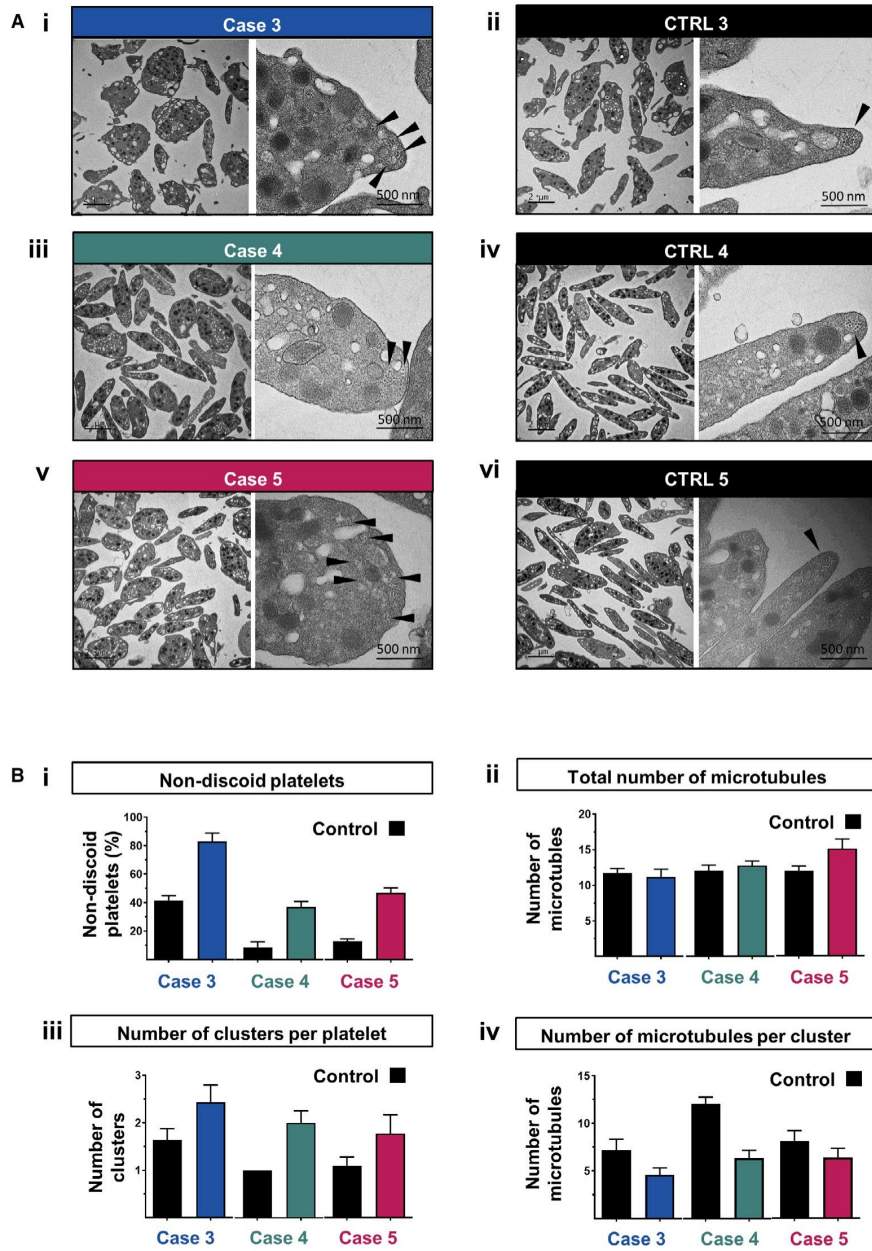 A
i
Case 3
500 nm
ii
CTRL 3
2 µm
500 nm
iii
Case 4
500 nm
iv
CTRL 4
500 nm
v
Case 5
500 nm
vi
CTRL 5
µm
500 nm
B
i
Non-discoid platelets
Control
Non-discoid
platelets (%)
100
80
60
40
20
Case 3
Case 4
Case 5
ii
Total number of microtubules
Control
Number of
microtubles
20
15
10
5
Case 3
Case 4
Case 5
iii
Number of clusters per platelet
Control
Number of
clusters
3
2
1
Case 3
Case 4
Case 5
iv
Number of microtubules per cluster
Control
Number of
microtubules
15
10
5
Case 3
Case 4
Case 5